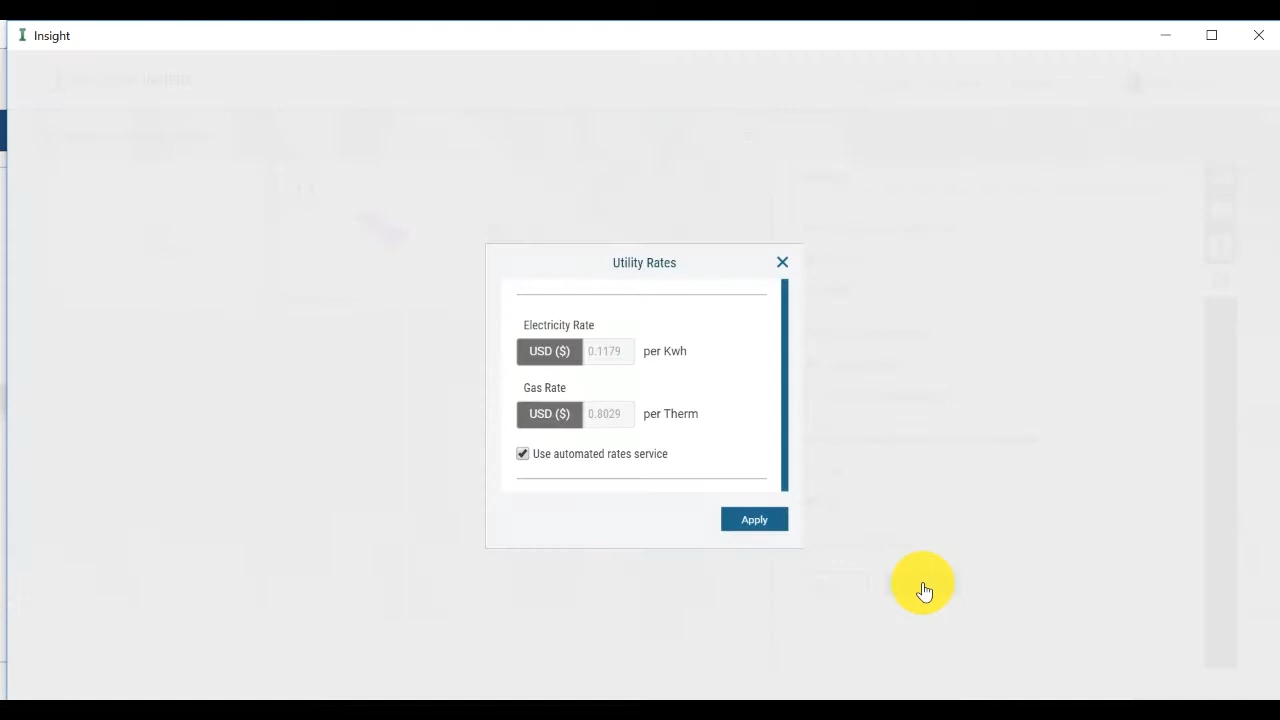 Insight
Utility Rates
Electricity Rate
USD ($) 0.1179 per Kwh
Gas Rate
USD ($) 0.8029 per Therm
Use automated rates service
Apply